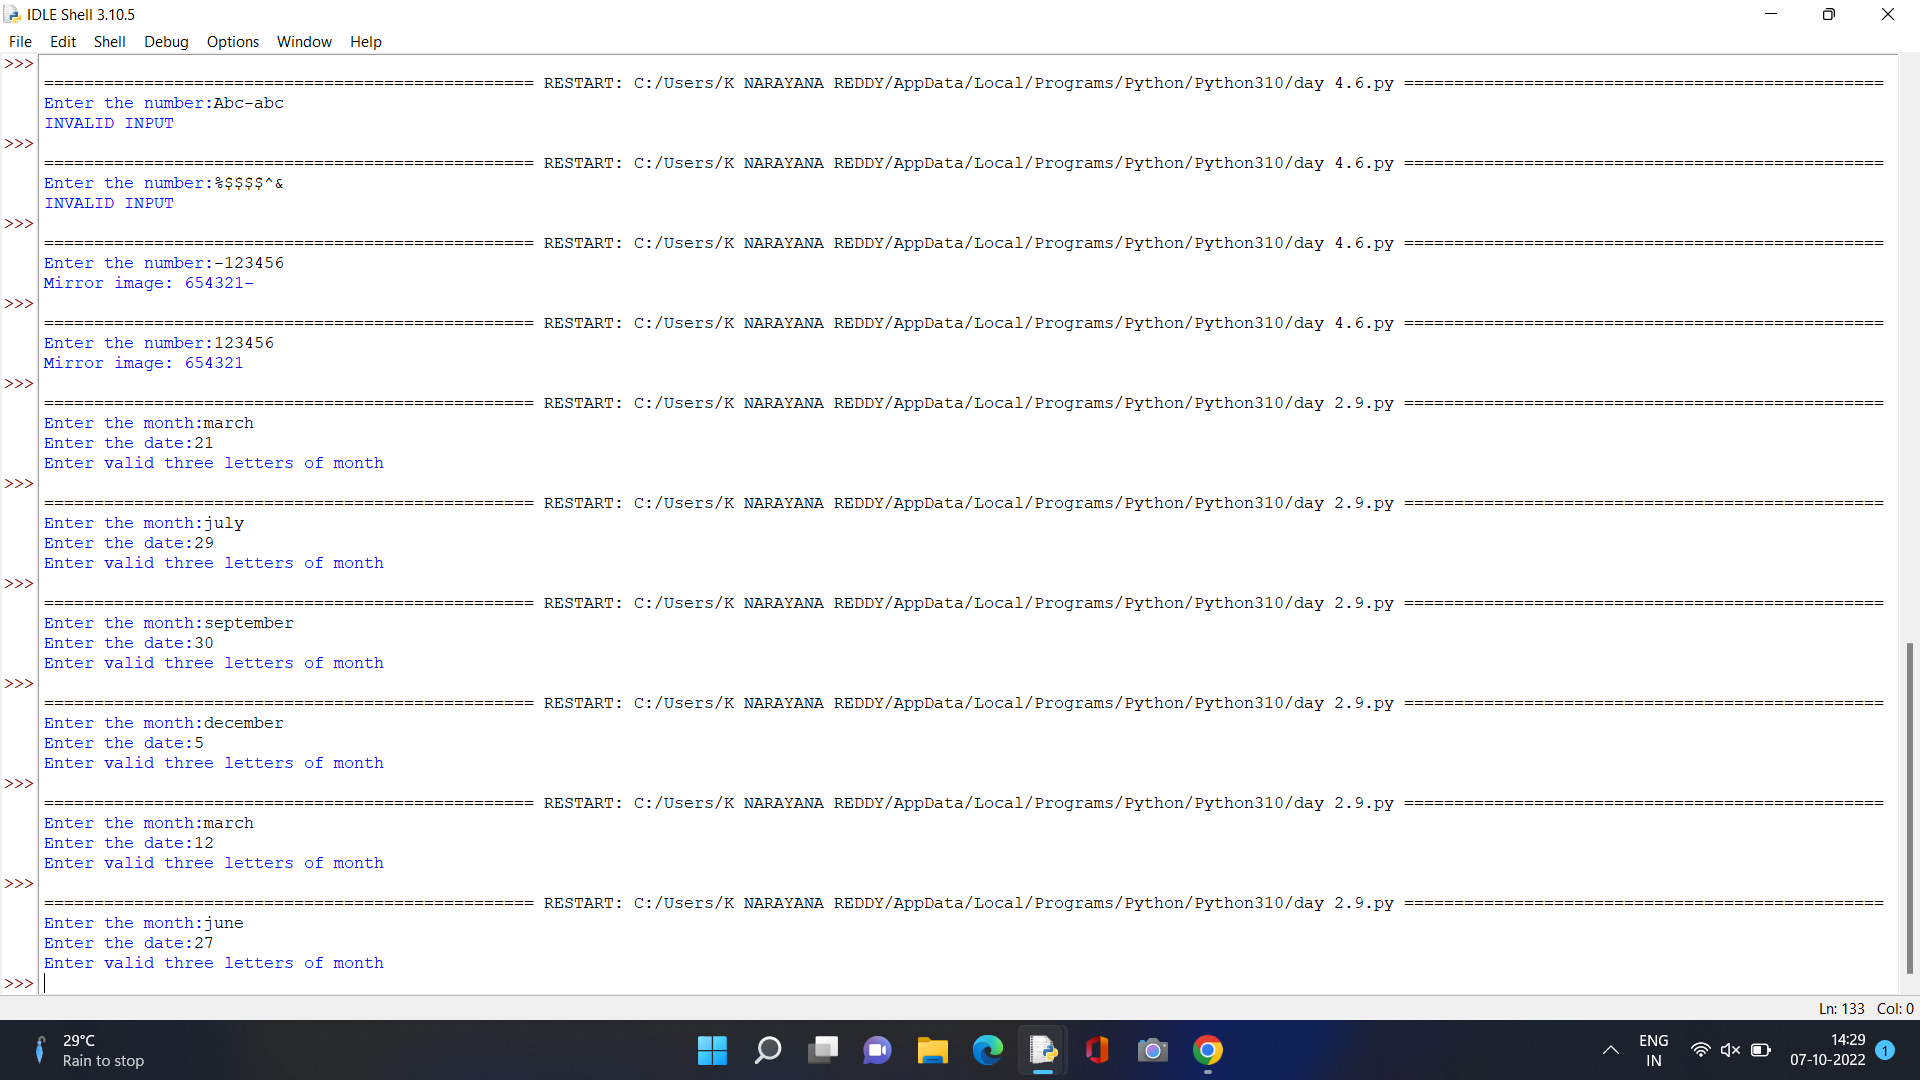 IDLE Shell 3.10.5
File Edit Shell Debug Options Window Help
>>>
================================================= RESTART: C:/Users/K NARAYANA REDDY/AppData/Local/Programs/Python/Python310/day 4.6.py ================================================
Enter the number:Abc-abc
INVALID INPUT
>>>
================================================= RESTART: C:/Users/K NARAYANA REDDY/AppData/Local/Programs/Python/Python310/day 4.6.py ================================================
Enter the number:%$$$$^&
INVALID INPUT
>>>
================================================= RESTART: C:/Users/K NARAYANA REDDY/AppData/Local/Programs/Python/Python310/day 4.6.py ================================================
Enter the number:-123456
Mirror image: 654321-
>>>
================================================= RESTART: C:/Users/K NARAYANA REDDY/AppData/Local/Programs/Python/Python310/day 4.6.py ================================================
Enter the number:123456
Mirror image: 654321
>>>
================================================= RESTART: C:/Users/K NARAYANA REDDY/AppData/Local/Programs/Python/Python310/day 2.9.py ================================================
Enter the month:march
Enter the date:21
Enter valid three letters of month
>>>
================================================= RESTART: C:/Users/K NARAYANA REDDY/AppData/Local/Programs/Python/Python310/day 2.9.py ================================================
Enter the month:july
Enter the date:29
Enter valid three letters of month
>>>
================================================= RESTART: C:/Users/K NARAYANA REDDY/AppData/Local/Programs/Python/Python310/day 2.9.py ================================================
Enter the month:september
Enter the date:30
Enter valid three letters of month
>>>
================================================= RESTART: C:/Users/K NARAYANA REDDY/AppData/Local/Programs/Python/Python310/day 2.9.py ================================================
Enter the month:december
Enter the date:5
Enter valid three letters of month
>>>
================================================= RESTART: C:/Users/K NARAYANA REDDY/AppData/Local/Programs/Python/Python310/day 2.9.py ================================================
Enter the month:march
Enter the date:12
Enter valid three letters of month
>>>
================================================= RESTART: C:/Users/K NARAYANA REDDY/AppData/Local/Programs/Python/Python310/day 2.9.py ================================================
Enter the month:june
Enter the date:27
Enter valid three letters of month
>>>
Ln: 133 Col: 0
29°C
Rain to stop
ENG
IN
14:29
07-10-2022
1